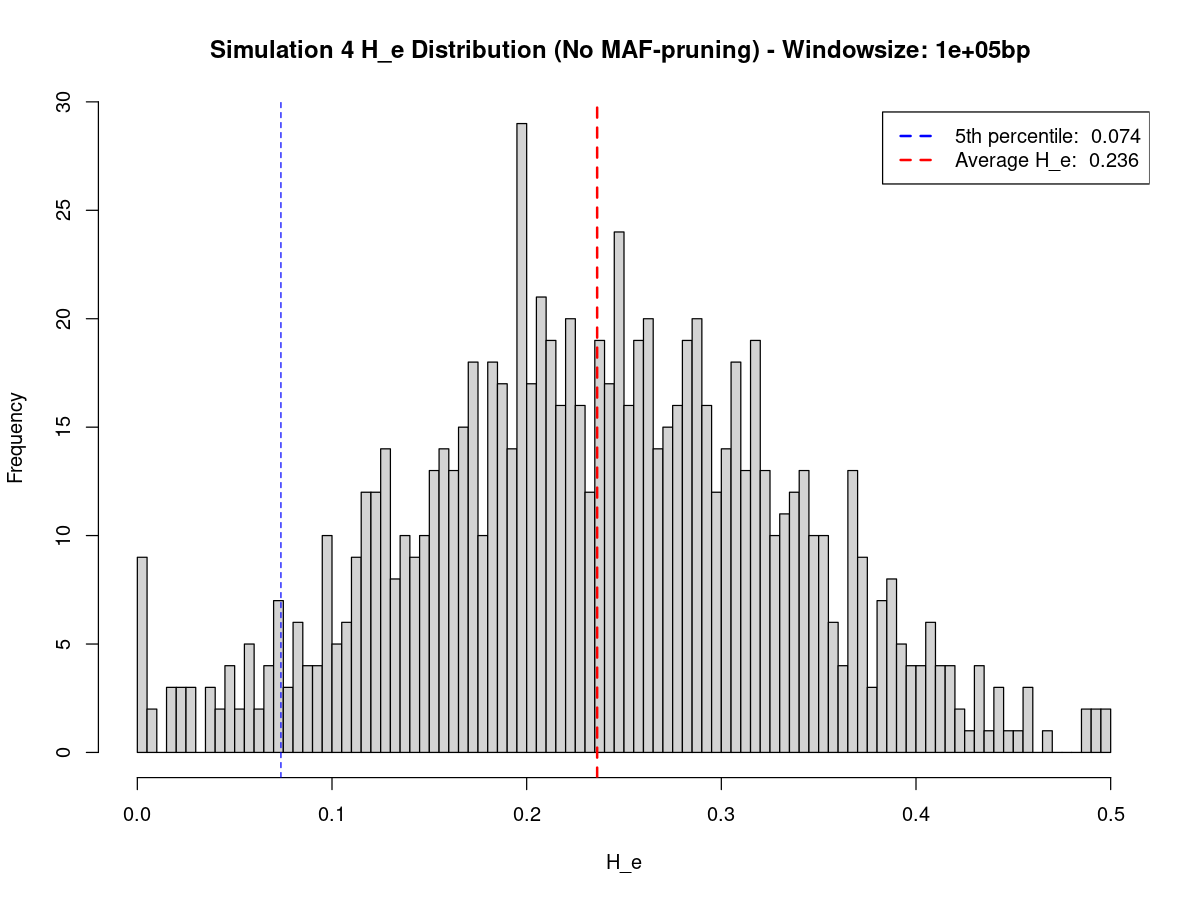 Simulation 4 H_e Distribution (No MAF-pruning) - Windowsize: 1e+05bp
5th percentile: 0.074
Average H_e: 0.236
Frequency
30
25
20
15
10
5
0
0.0 0.1 0.2 0.3 0.4 0.5
H_e